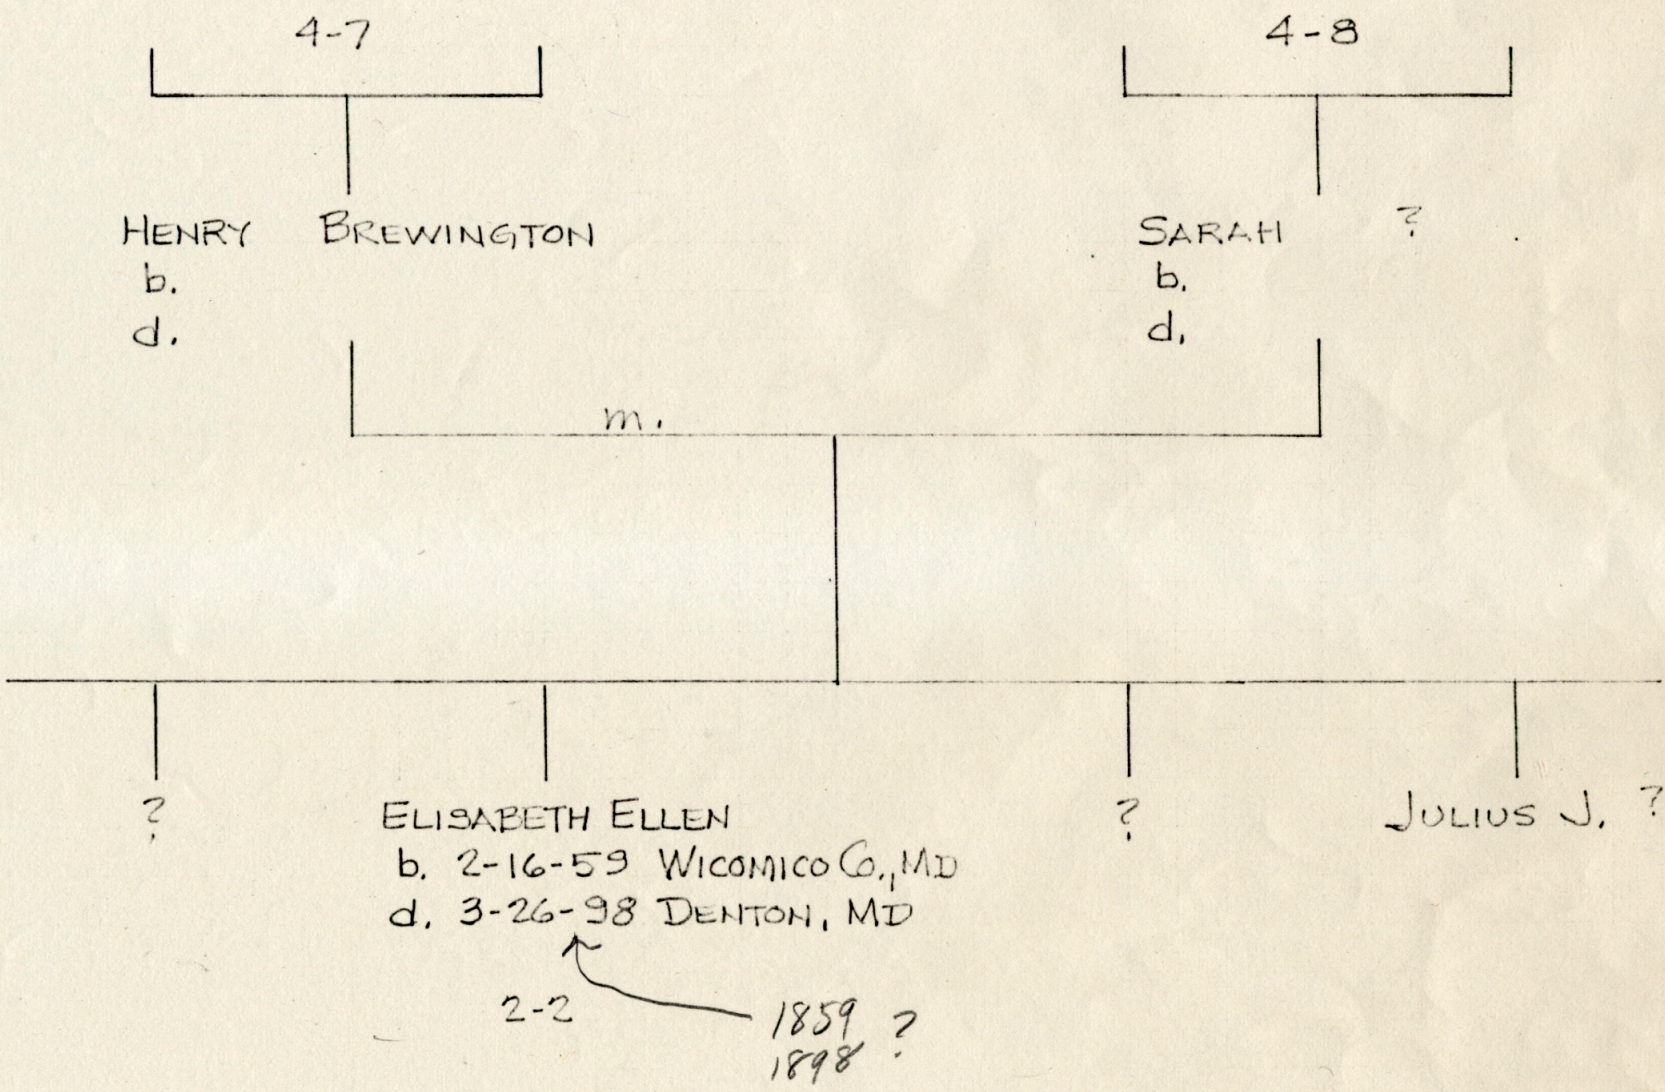 4-7 4-8
HENRY BREWINGTON SARAH ?
b. b.
d. d.
m.
? ELISABETH ELLEN ? JULIUS J. ?
b. 2-16-59 WICOMICO CO., MD
d. 3-26-98 DENTON, MD
2-2 1859 ?
1898